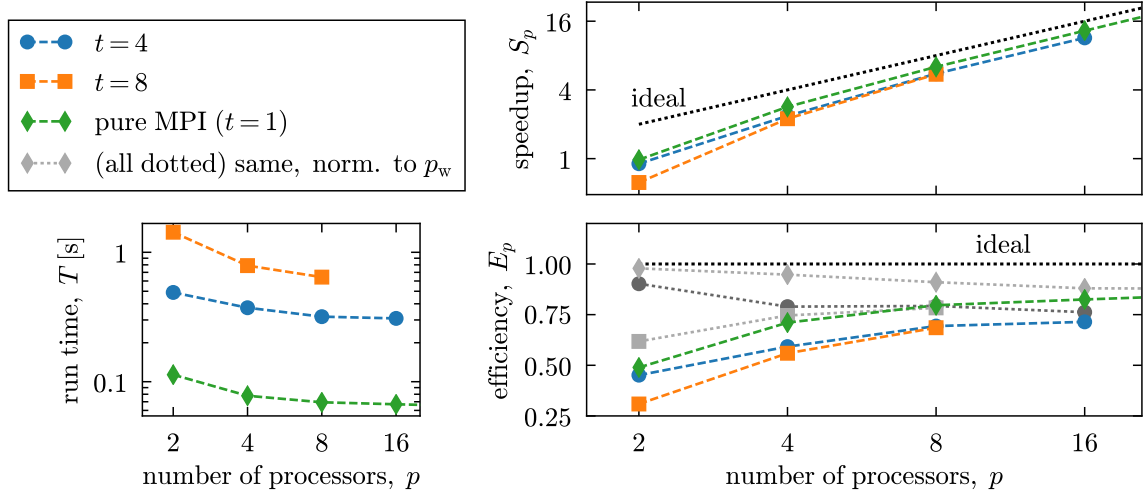 t = 4
t = 8
pure MPI (t = 1)
(all dotted) same, norm. to p_w
speedup, S_p
16
4
1
ideal
run time, T [s]
1
0.1
2 4 8 16
number of processors, p
efficiency, E_p
1.00
0.75
0.50
0.25
ideal
2 4 8 16
number of processors, p